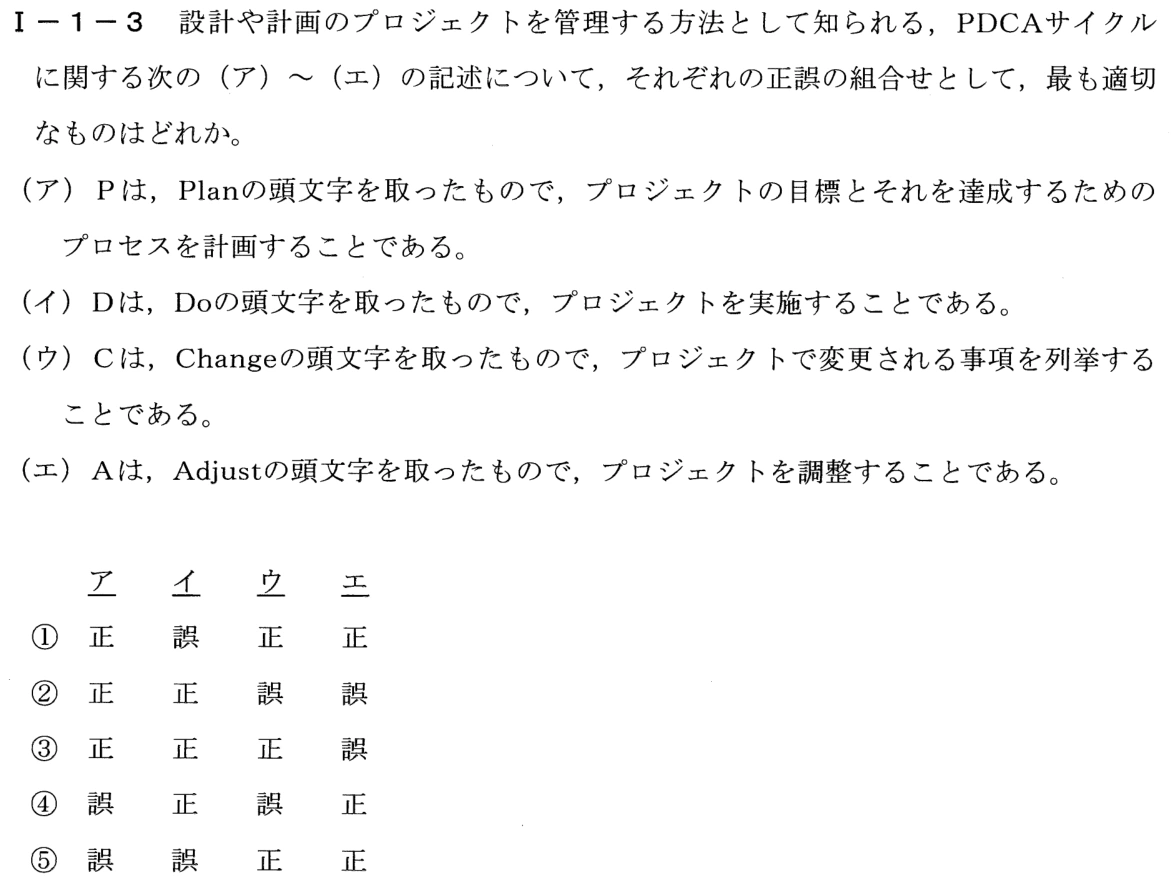 Ⅰ－１－３　設計や計画のプロジェクトを管理する方法として知られる，PDCAサイクル
に関する次の（ア）～（エ）の記述について，それぞれの正誤の組合せとして，最も適切
なものはどれか。
（ア）Pは，Planの頭文字を取ったもので，プロジェクトの目標とそれを達成するための
プロセスを計画することである。
（イ）Dは，Doの頭文字を取ったもので，プロジェクトを実施することである。
（ウ）Cは，Changeの頭文字を取ったもので，プロジェクトで変更される事項を列挙する
ことである。
（エ）Aは，Adjustの頭文字を取ったもので，プロジェクトを調整することである。
ア　イ　ウ　エ
①　正　誤　正　正
②　正　正　誤　誤
③　正　正　正　誤
④　誤　正　誤　正
⑤　誤　誤　正　正